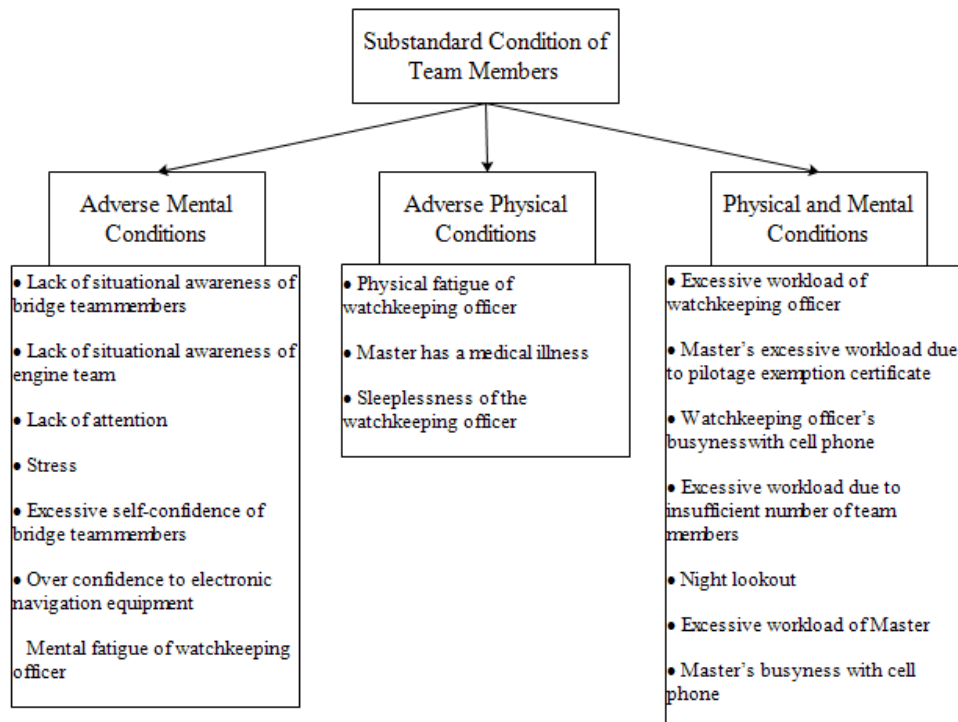 Substandard Condition of
Team Members
Adverse Mental
Conditions
● Lack of situational awareness of
bridge team members
● Lack of situational awareness of
engine team
● Lack of attention
● Stress
● Excessive self-confidence of
bridge team members
● Over confidence to electronic
navigation equipment
Mental fatigue of watchkeeping
officer
Adverse Physical
Conditions
● Physical fatigue of
watchkeeping officer
● Master has a medical illness
● Sleeplessness of the
watchkeeping officer
Physical and Mental
Conditions
● Excessive workload of
watchkeeping officer
● Master’s excessive workload due
to pilotage exemption certificate
● Watchkeeping officer’s
busyness with cell phone
● Excessive workload due to
insufficient number of team
members
● Night lookout
● Excessive workload of Master
● Master’s busyness with cell
phone